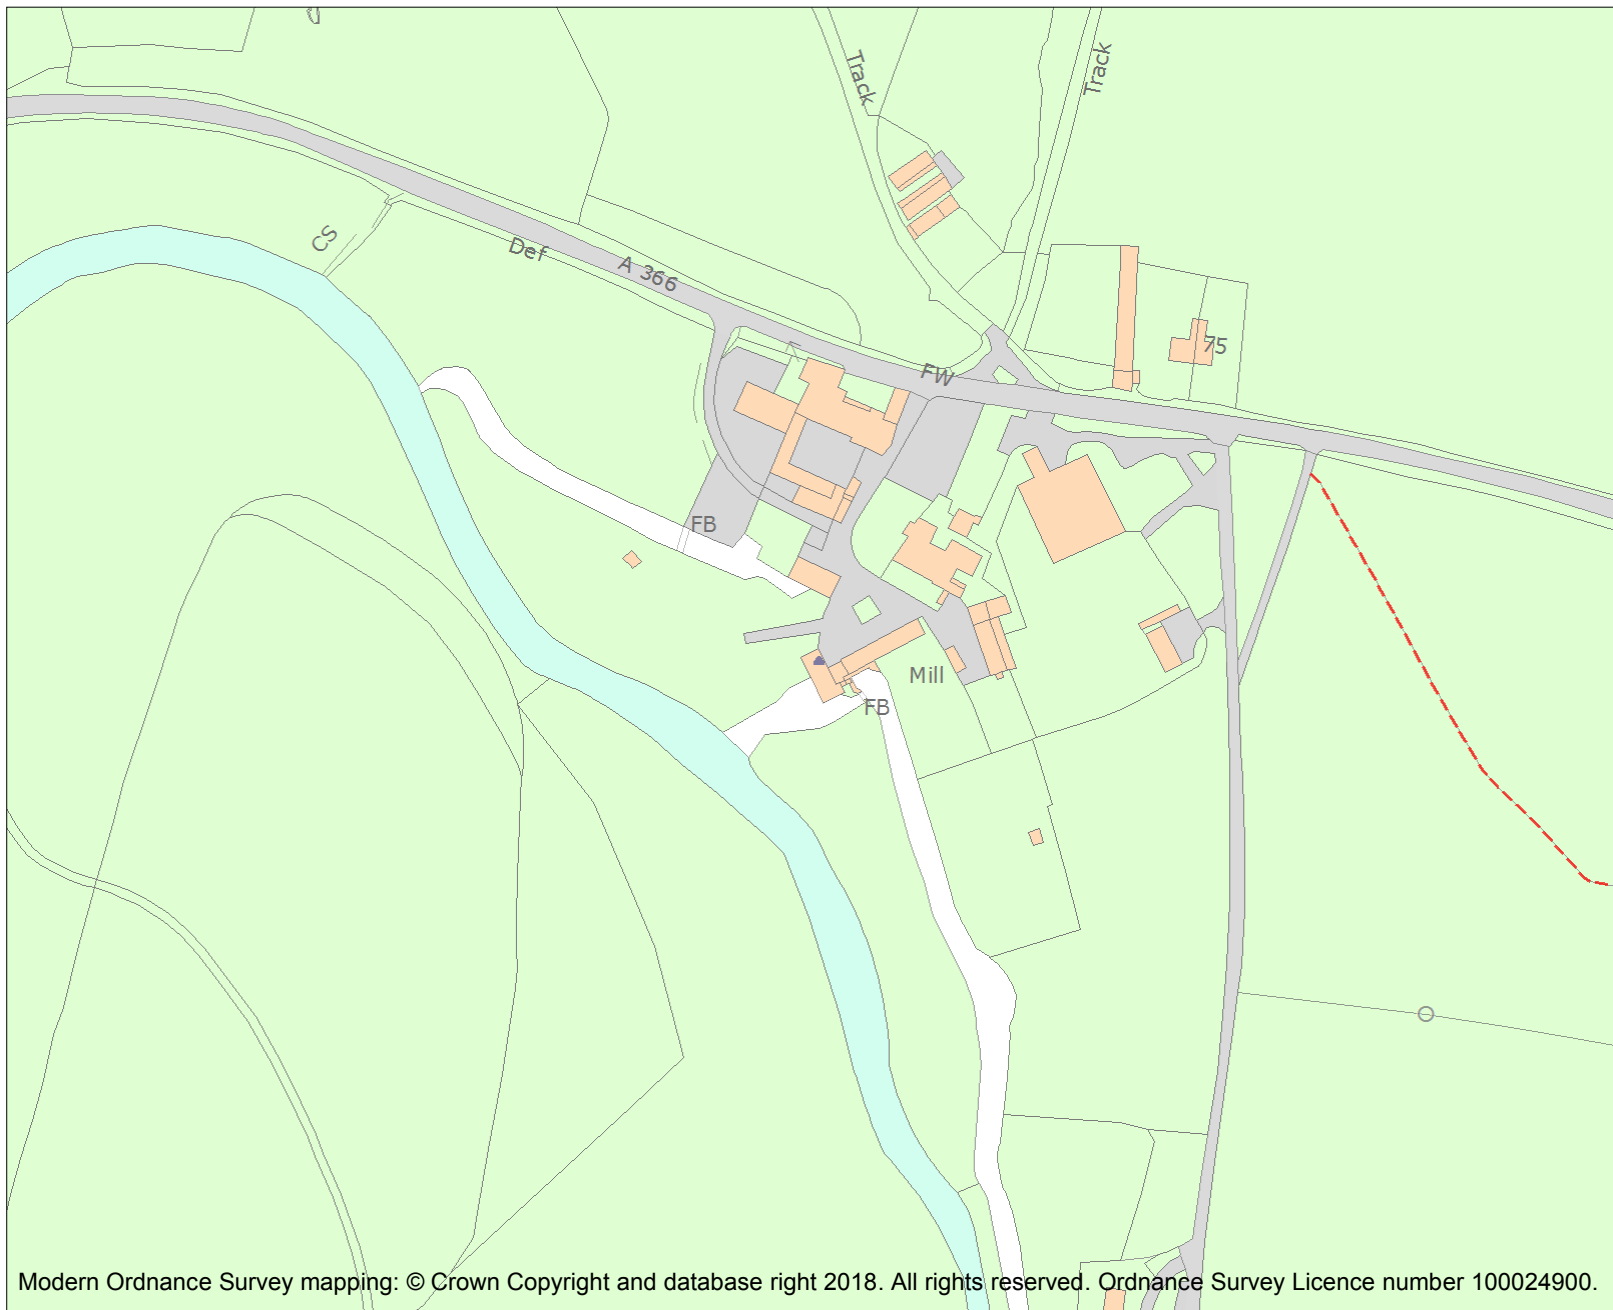 Track
Track
CS
Def
A 366
75
FW
FB
Mill
FB
Modern Ordnance Survey mapping: © Crown Copyright and database right 2018. All rights reserved. Ordnance Survey Licence number 100024900.